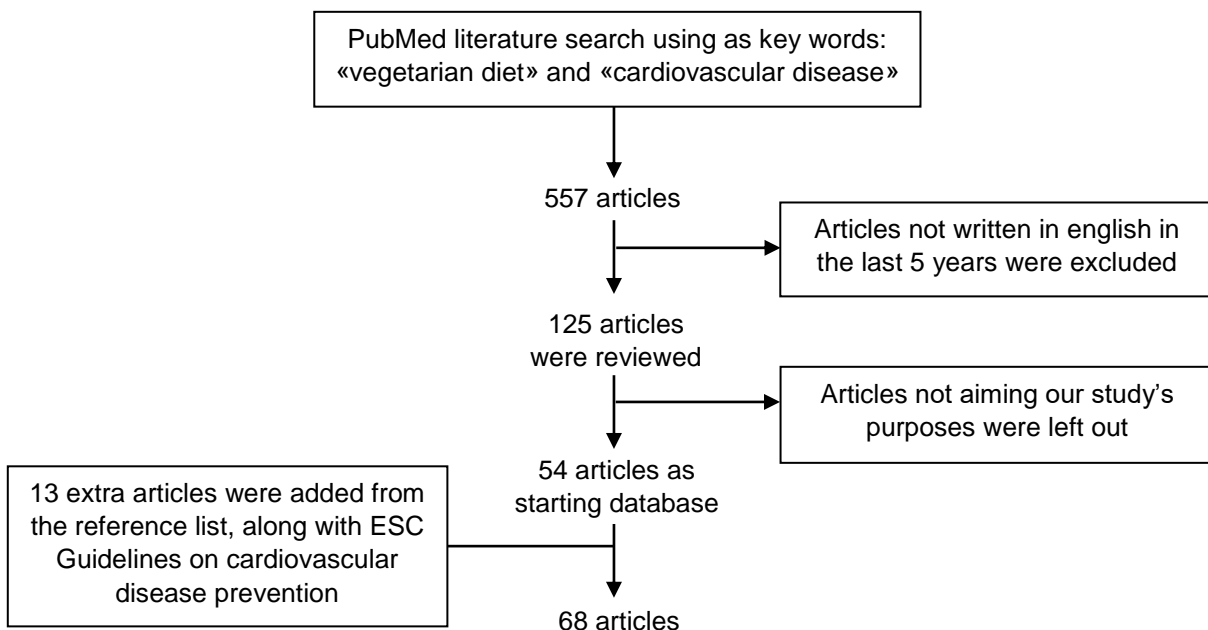 PubMed literature search using as key words:
«vegetarian diet» and «cardiovascular disease»
557 articles
Articles not written in english in
the last 5 years were excluded
125 articles
were reviewed
Articles not aiming our study’s
purposes were left out
54 articles as
starting database
13 extra articles were added from
the reference list, along with ESC
Guidelines on cardiovascular
disease prevention
68 articles